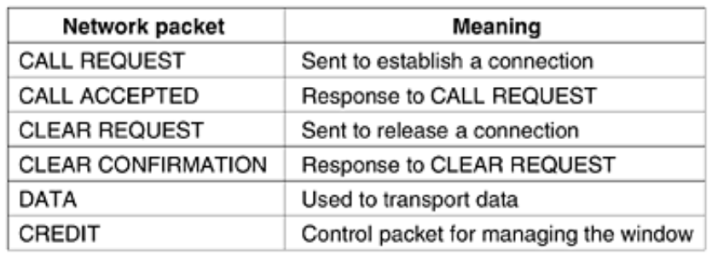 Network packet Meaning
CALL REQUEST Sent to establish a connection
CALL ACCEPTED Response to CALL REQUEST
CLEAR REQUEST Sent to release a connection
CLEAR CONFIRMATION Response to CLEAR REQUEST
DATA Used to transport data
CREDIT Control packet for managing the window